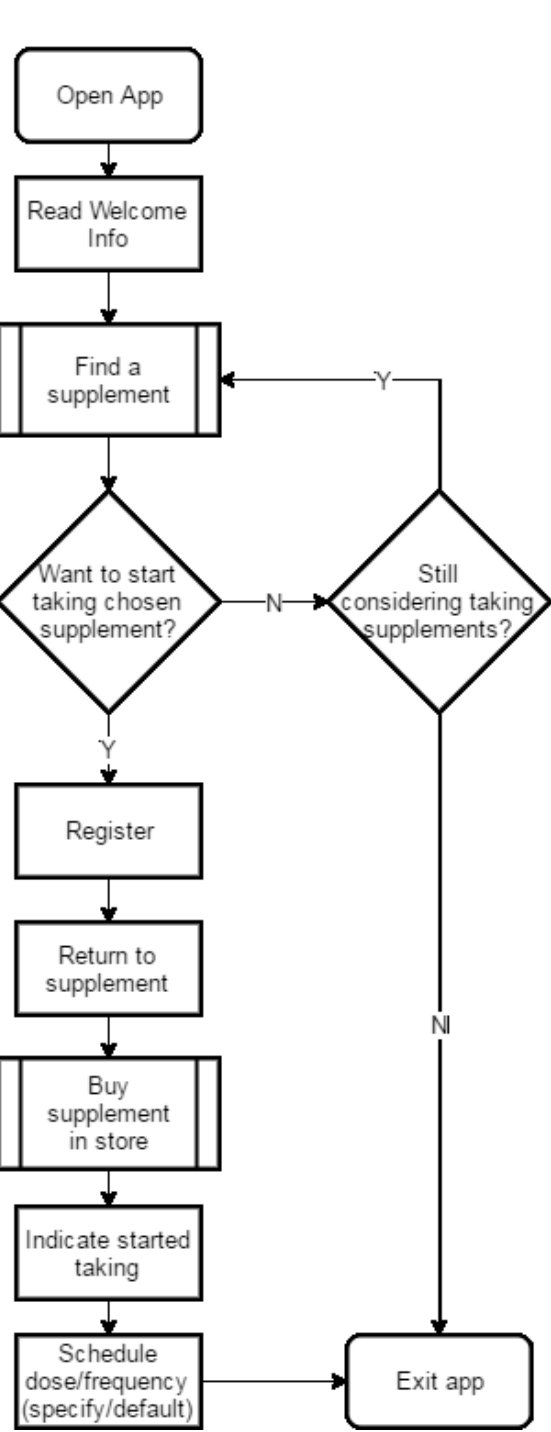 Open App
Read Welcome
Info
Find a
supplement
Y
Want to start
taking chosen
supplement?
N
Still
considering taking
supplements?
Y
Register
Return to
supplement
N
Buy
supplement
in store
Indicate started
taking
Schedule
dose/frequency
(specify/default)
Exit app